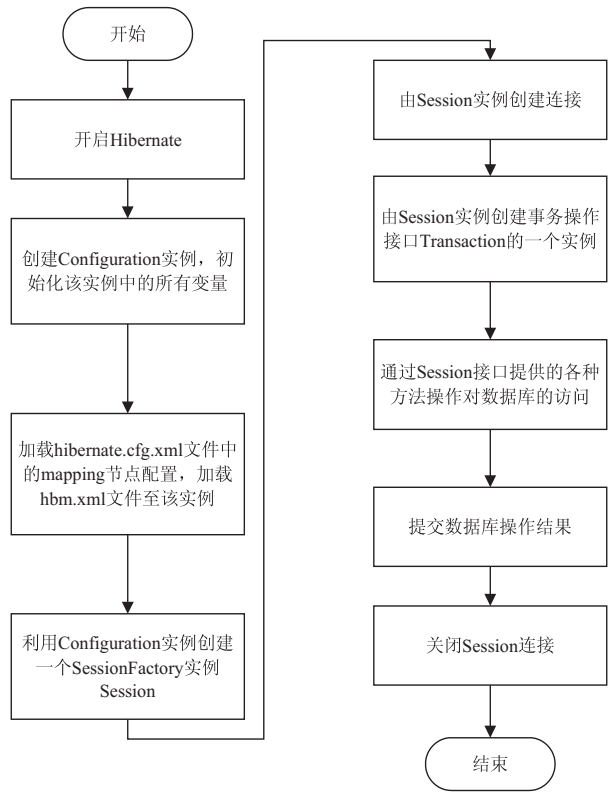 开始
开启Hibernate
创建Configuration实例，初
始化该实例中的所有变量
加载hibernate.cfg.xml文件中
的mapping节点配置，加载
hbm.xml文件至该实例
利用Configuration实例创建
一个SessionFactory实例
Session
由Session实例创建连接
由Session实例创建事务操作
接口Transaction的一个实例
通过Session接口提供的各种
方法操作对数据库的访问
提交数据库操作结果
关闭Session连接
结束